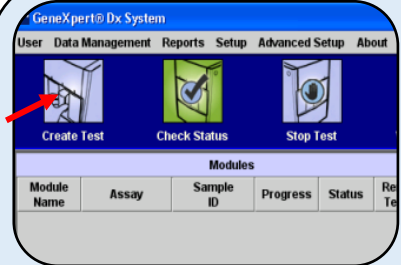 GeneXpert® Dx System
User Data Management Reports Setup Advanced Setup About
Create Test Check Status Stop Test
Modules
Module Name Assay Sample ID Progress Status